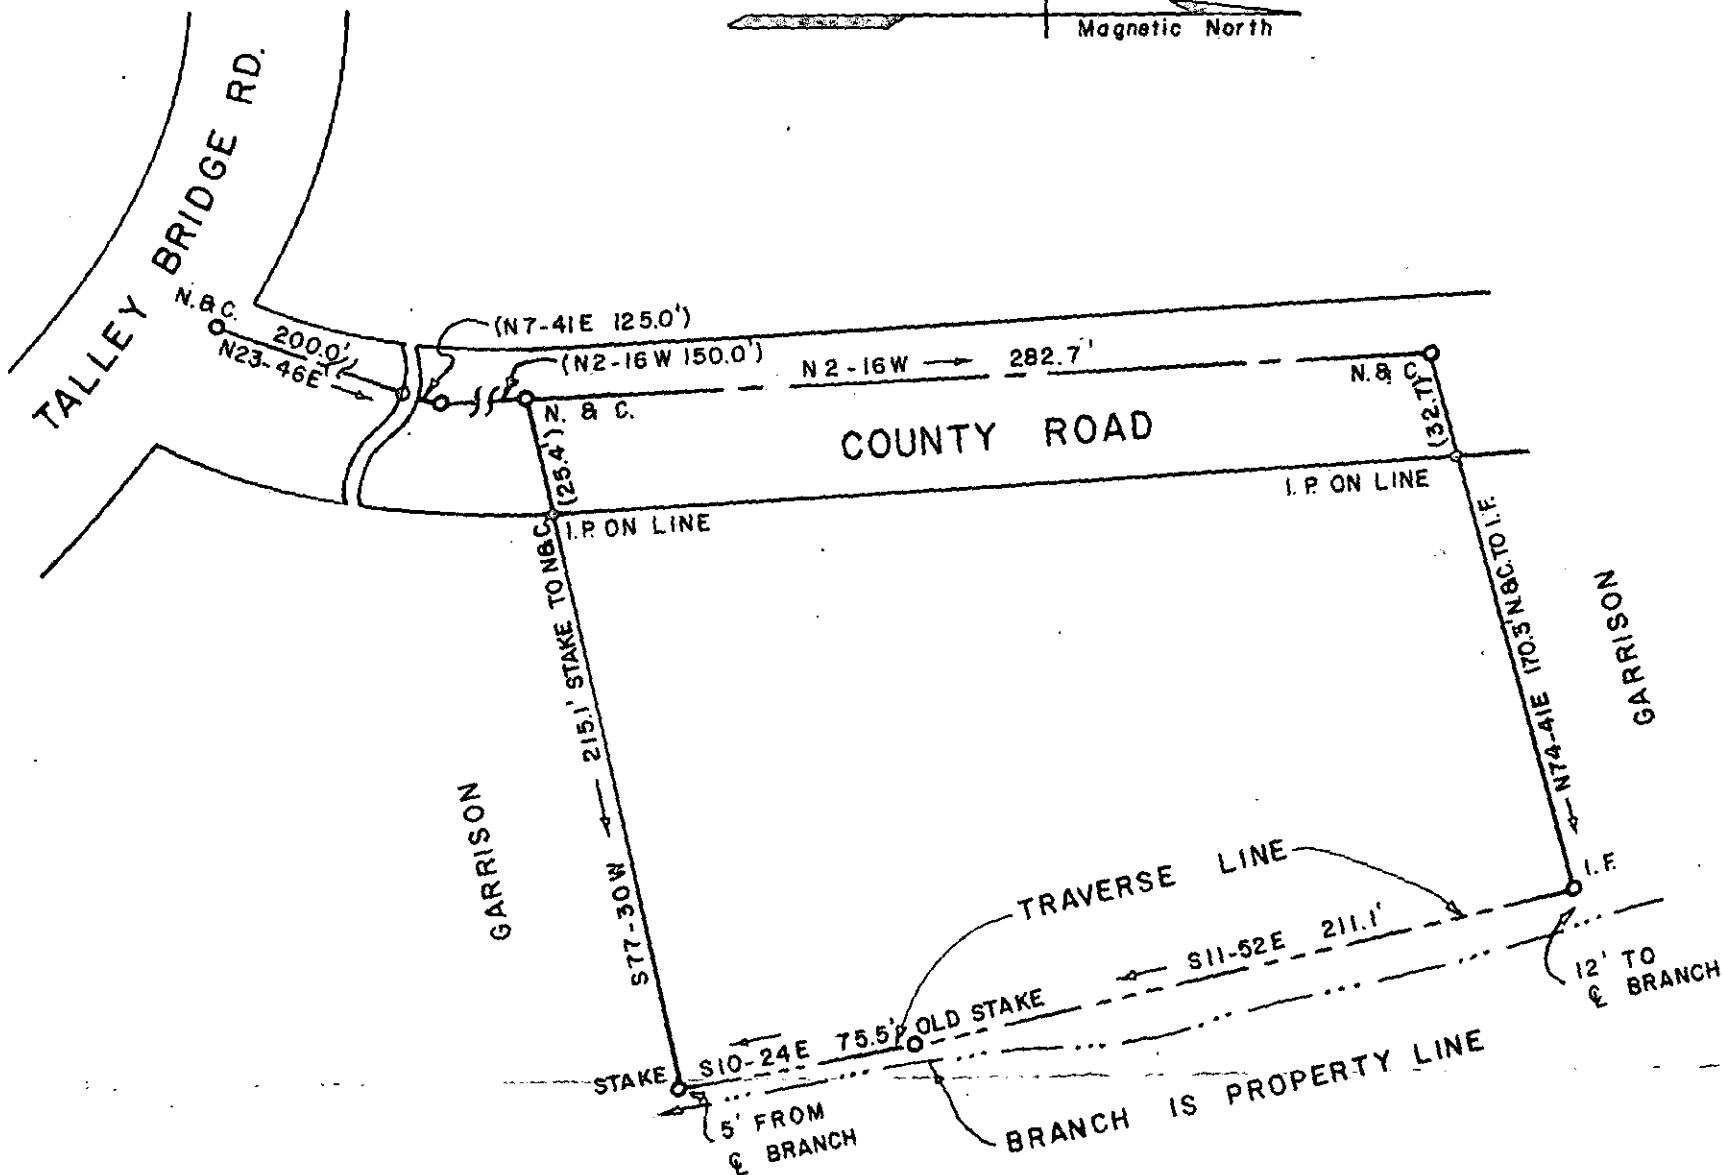 Magnetic North
TALLEY BRIDGE RD.
N. & C.
200.0'
N23-46E
(N7-41E 125.0')
(N2-16W 150.0')
N2-16W 282.7'
N. & C.
N. & C.
(25.4')
(32.7')
COUNTY ROAD
I.P. ON LINE
I.P. ON LINE
215.1' STAKE TO N&C
S77-30W
N74-41E 170.3' N.&C. TO I.F.
GARRISON
GARRISON
TRAVERSE LINE
I.F.
S11-52E 211.1'
12' TO
℄ BRANCH
OLD STAKE
S10-24E 75.5'
STAKE
5' FROM
℄ BRANCH
BRANCH IS PROPERTY LINE